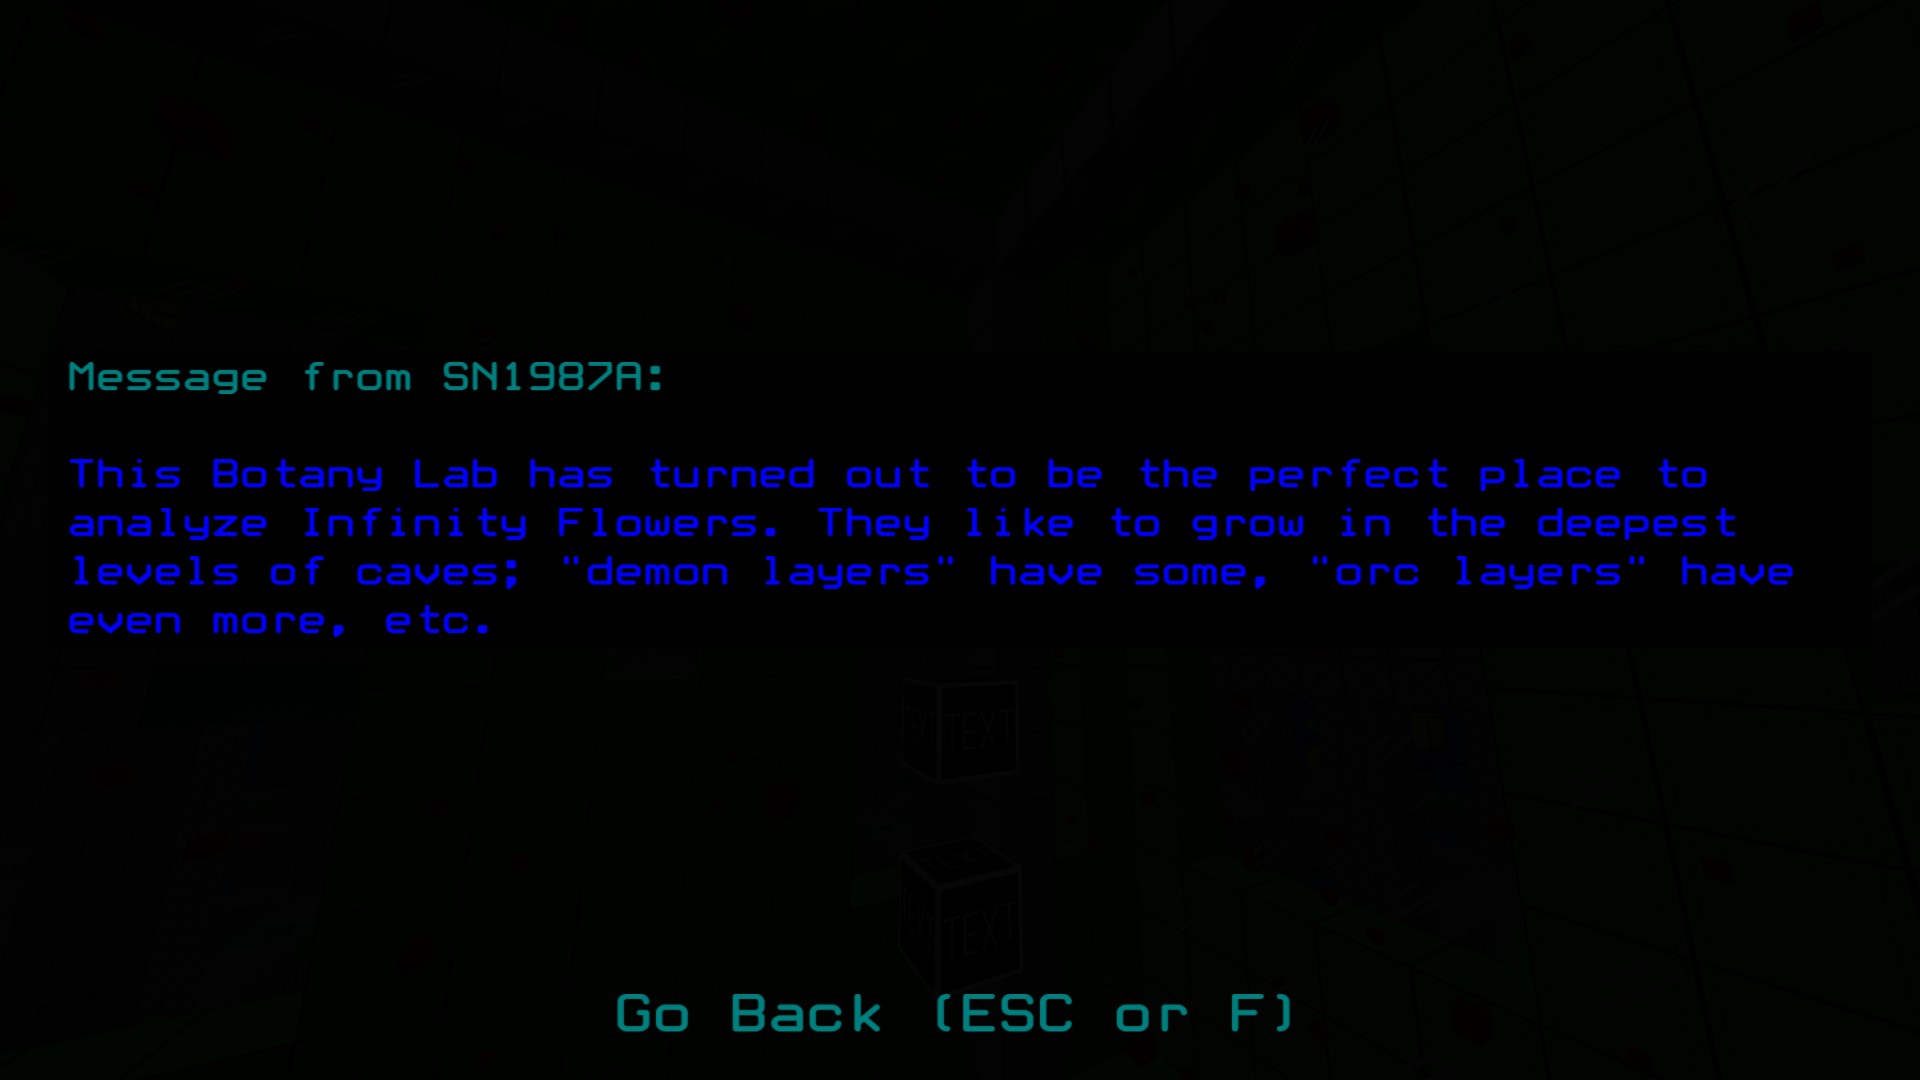 Message from SN1987A:
This Botany Lab has turned out to be the perfect place to
analyze Infinity Flowers. They like to grow in the deepest
levels of caves; "demon layers" have some, "orc layers" have
even more, etc.
TEXT
TEXT
Go Back (ESC or F)